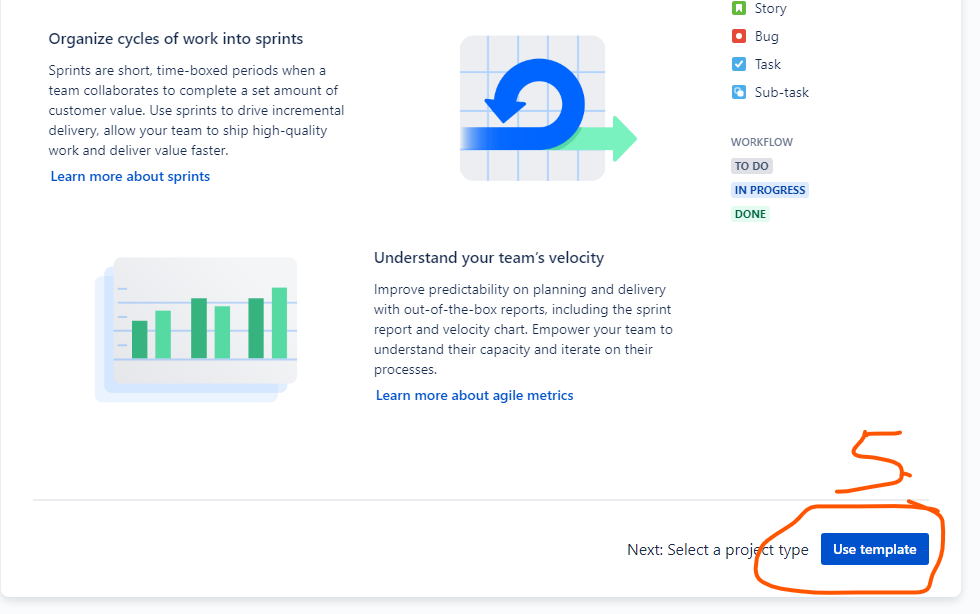 Organize cycles of work into sprints
Sprints are short, time-boxed periods when a
team collaborates to complete a set amount of
customer value. Use sprints to drive incremental
delivery, allow your team to ship high-quality
work and deliver value faster.
Learn more about sprints
Story
Bug
Task
Sub-task
WORKFLOW
TO DO
IN PROGRESS
DONE
Understand your team’s velocity
Improve predictability on planning and delivery
with out-of-the-box reports, including the sprint
report and velocity chart. Empower your team to
understand their capacity and iterate on their
processes.
Learn more about agile metrics
5
Next: Select a project type
Use template